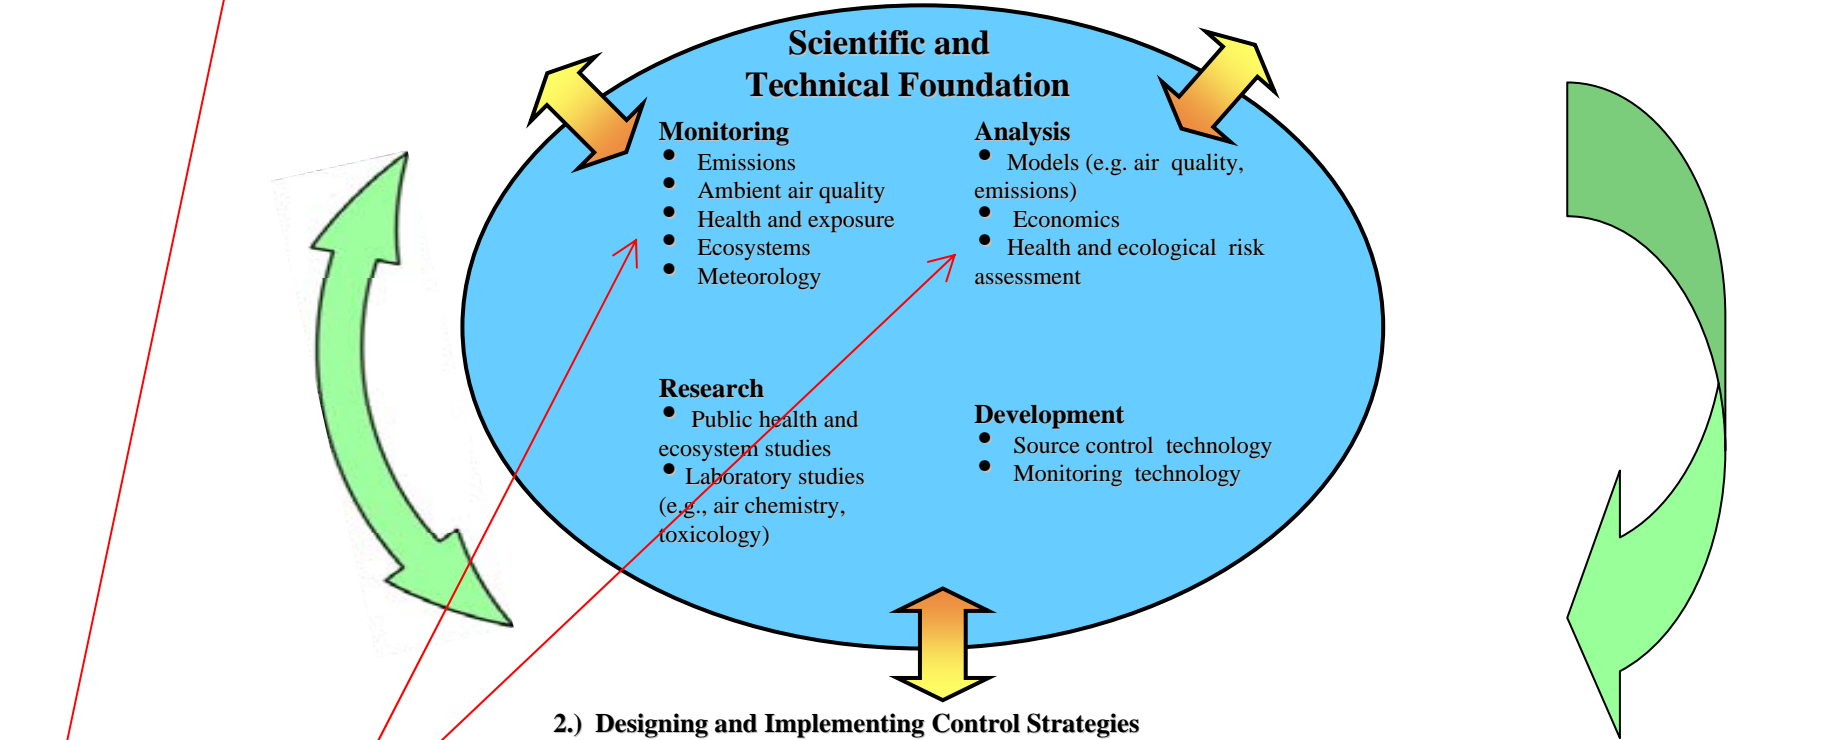 Scientific and
Technical Foundation
Monitoring
• Emissions
• Ambient air quality
• Health and exposure
• Ecosystems
• Meteorology
Analysis
• Models (e.g. air quality,
emissions)
• Economics
• Health and ecological risk
assessment
Research
• Public health and
ecosystem studies
• Laboratory studies
(e.g., air chemistry,
toxicology)
Development
• Source control technology
• Monitoring technology
2.) Designing and Implementing Control Strategies